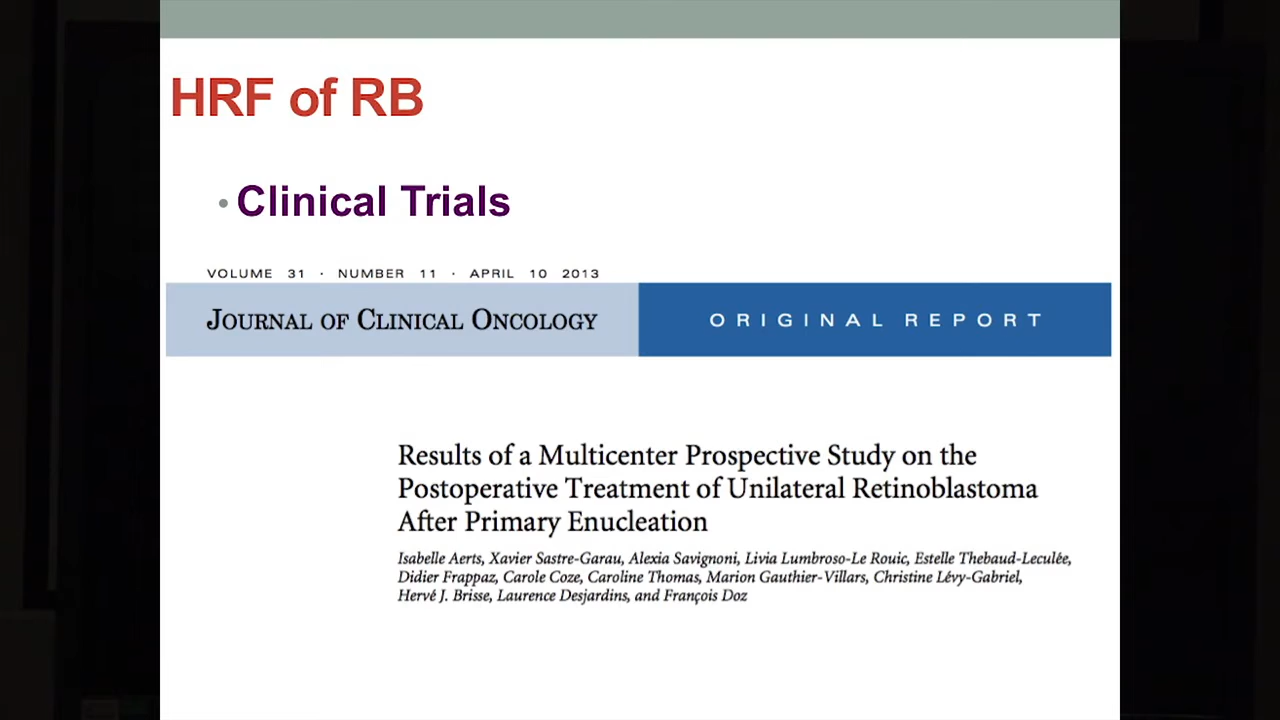 HRF of RB
• Clinical Trials
VOLUME 31 · NUMBER 11 · APRIL 10 2013
JOURNAL OF CLINICAL ONCOLOGY
ORIGINAL REPORT
Results of a Multicenter Prospective Study on the
Postoperative Treatment of Unilateral Retinoblastoma
After Primary Enucleation
Isabelle Aerts, Xavier Sastre-Garau, Alexia Savignoni, Livia Lumbroso-Le Rouic, Estelle Thebaud-Leculée,
Didier Frappaz, Carole Coze, Caroline Thomas, Marion Gauthier-Villars, Christine Lévy-Gabriel,
Hervé J. Brisse, Laurence Desjardins, and François Doz